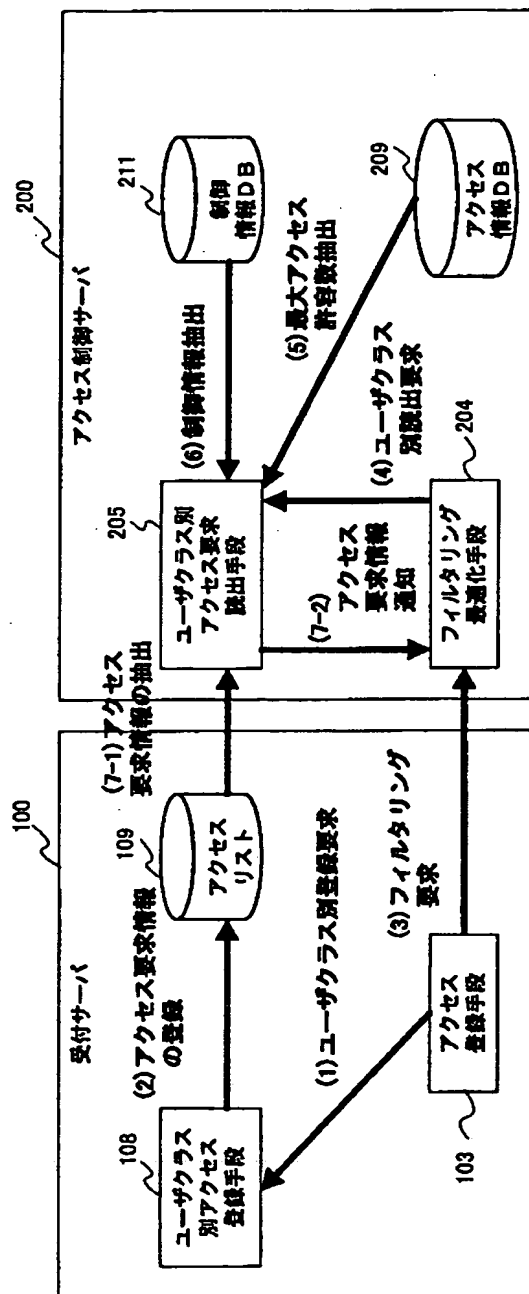 100
受付サーバ
108
ユーザクラス
別アクセス
登録手段
(2)アクセス要求情報
の登録
109
アクセス
リスト
(1)ユーザクラス別登録要求
アクセス
登録手段
103
(3)フィルタリング
要求
(7-1)アクセス
要求情報の抽出
200
アクセス制御サーバ
205
ユーザクラス別
アクセス要求
読出手段
(6)制御情報抽出
211
制御
情報DB
(5)最大アクセス
許容数抽出
(4)ユーザクラス
別読出要求
(7-2)
アクセス
要求情報
通知
204
フィルタリング
最適化手段
209
アクセス
情報DB